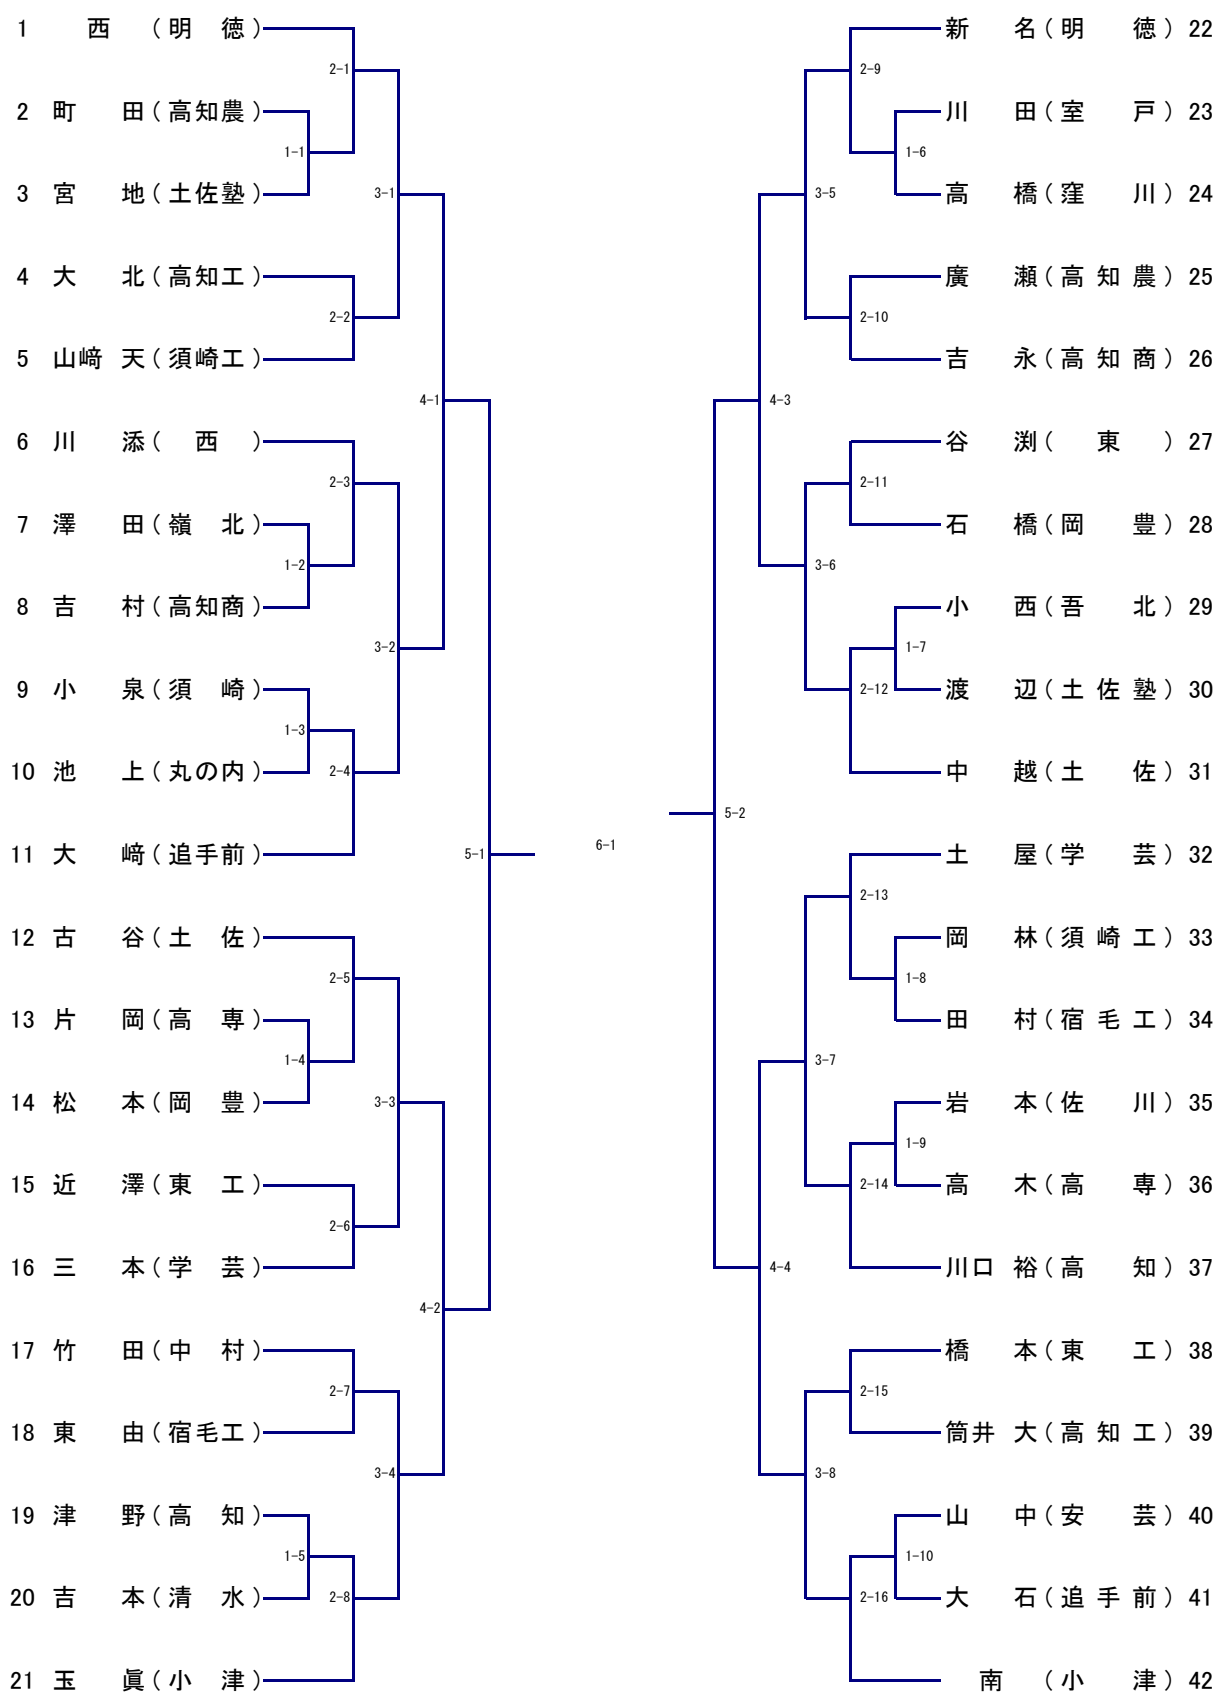 1 西 (明 徳)
2-1
2 町 田(高知農)
1-1
3 宮 地(土佐塾)
3-1
4 大 北(高知工)
2-2
5 山﨑 天(須崎工)
4-1
6 川 添( 西 )
2-3
7 澤 田(嶺 北)
1-2
8 吉 村(高知商)
3-2
9 小 泉(須 崎)
1-3
10 池 上(丸の内)
2-4
11 大 﨑(追手前)
5-1
12 古 谷(土 佐)
2-5
13 片 岡(高 専)
1-4
14 松 本(岡 豊)
3-3
15 近 澤(東 工)
2-6
16 三 本(学 芸)
4-2
17 竹 田(中 村)
2-7
18 東 由(宿毛工)
3-4
19 津 野(高 知)
1-5
20 吉 本(清 水)
2-8
21 玉 眞(小 津)
6-1
新 名(明 徳) 22
2-9
川 田(室 戸) 23
1-6
高 橋(窪 川) 24
3-5
廣 瀬(高知農) 25
2-10
吉 永(高知商) 26
4-3
谷 渕( 東 ) 27
2-11
石 橋(岡 豊) 28
3-6
小 西(吾 北) 29
1-7
渡 辺(土佐塾) 30
2-12
中 越(土 佐) 31
5-2
土 屋(学 芸) 32
2-13
岡 林(須崎工) 33
1-8
田 村(宿毛工) 34
3-7
岩 本(佐 川) 35
1-9
高 木(高 専) 36
2-14
川口 裕(高 知) 37
4-4
橋 本(東 工) 38
2-15
筒井 大(高知工) 39
3-8
山 中(安 芸) 40
1-10
大 石(追手前) 41
2-16
南 (小 津) 42